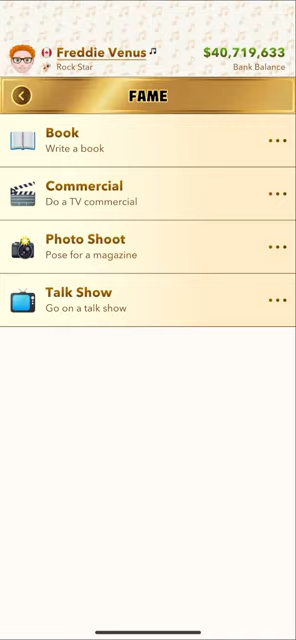 Freddie Venus
$40,719,633
Rock Star
Bank Balance
FAME
Book
Write a book
Commercial
Do a TV commercial
Photo Shoot
Pose for a magazine
Talk Show
Go on a talk show